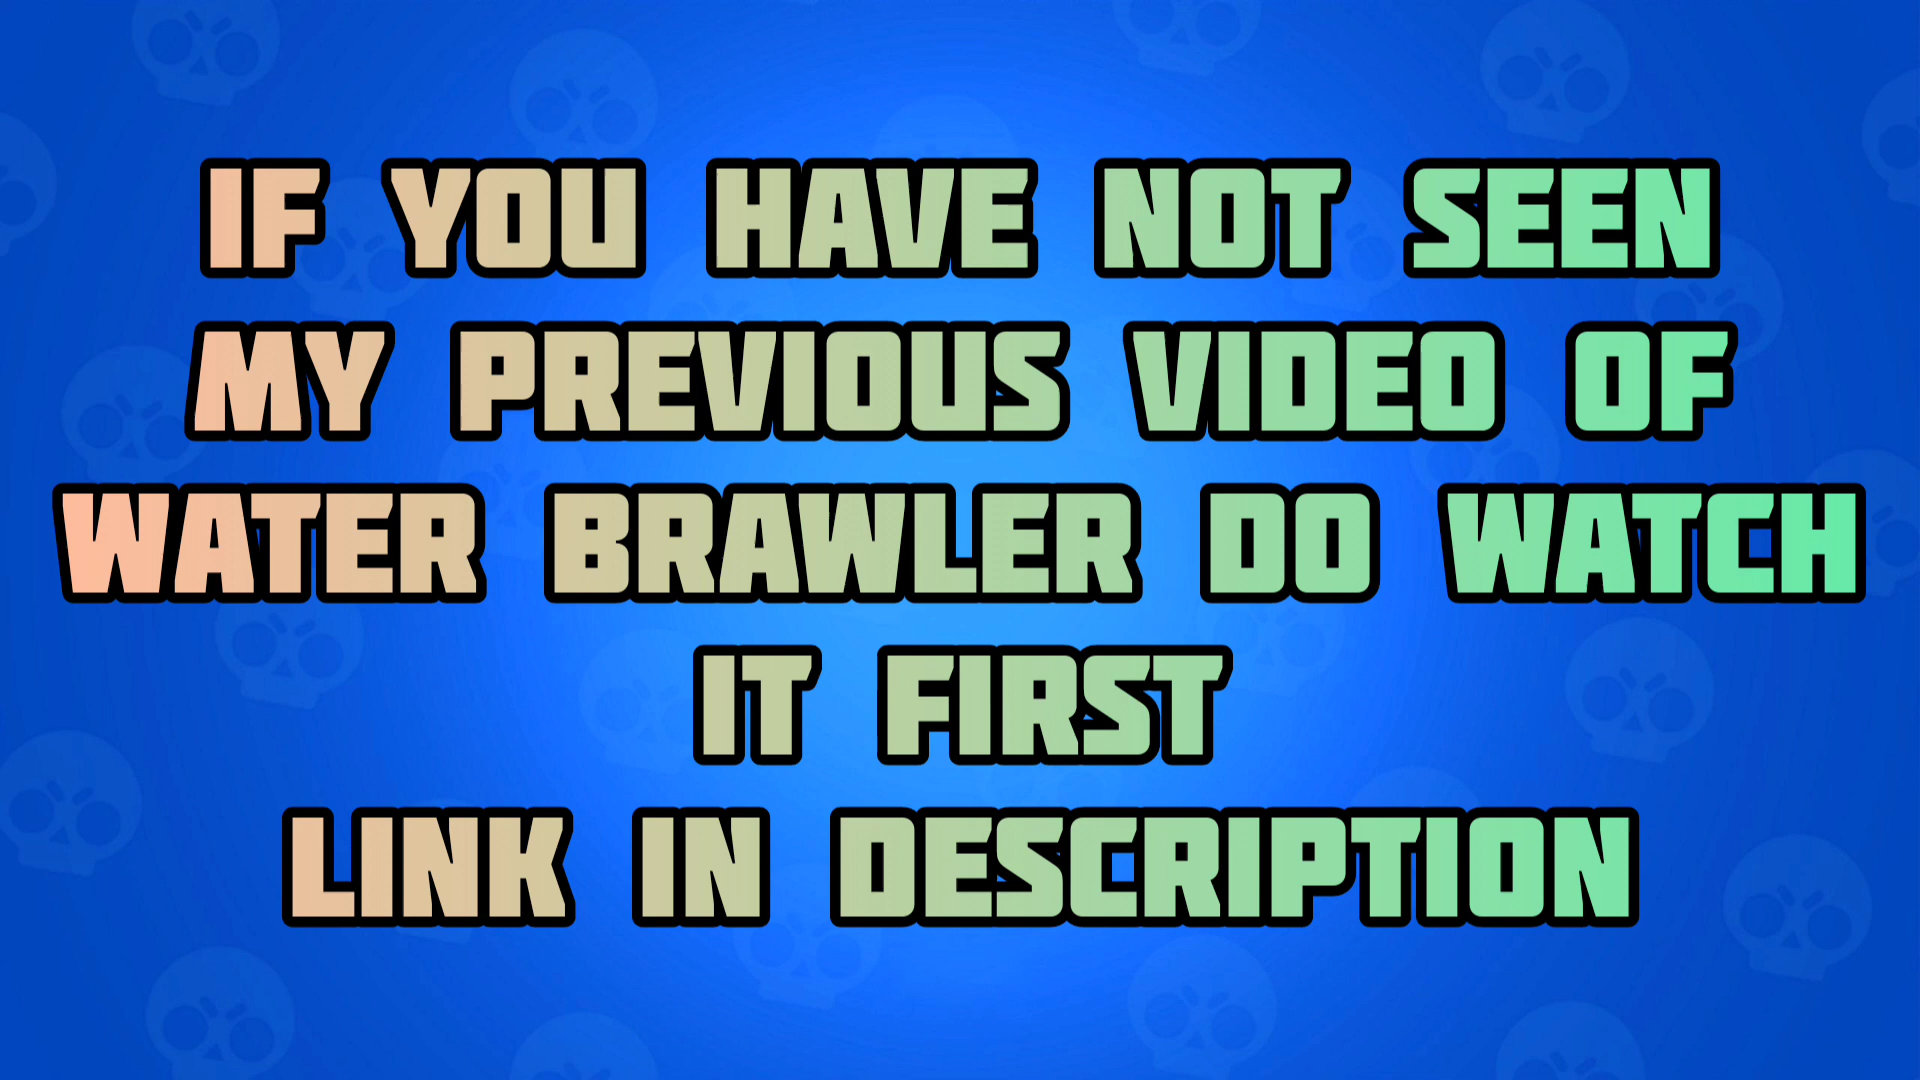 IF YOU HAVE NOT SEEN
MY PREVIOUS VIDEO OF
WATER BRAWLER DO WATCH
IT FIRST
LINK IN DESCRIPTION